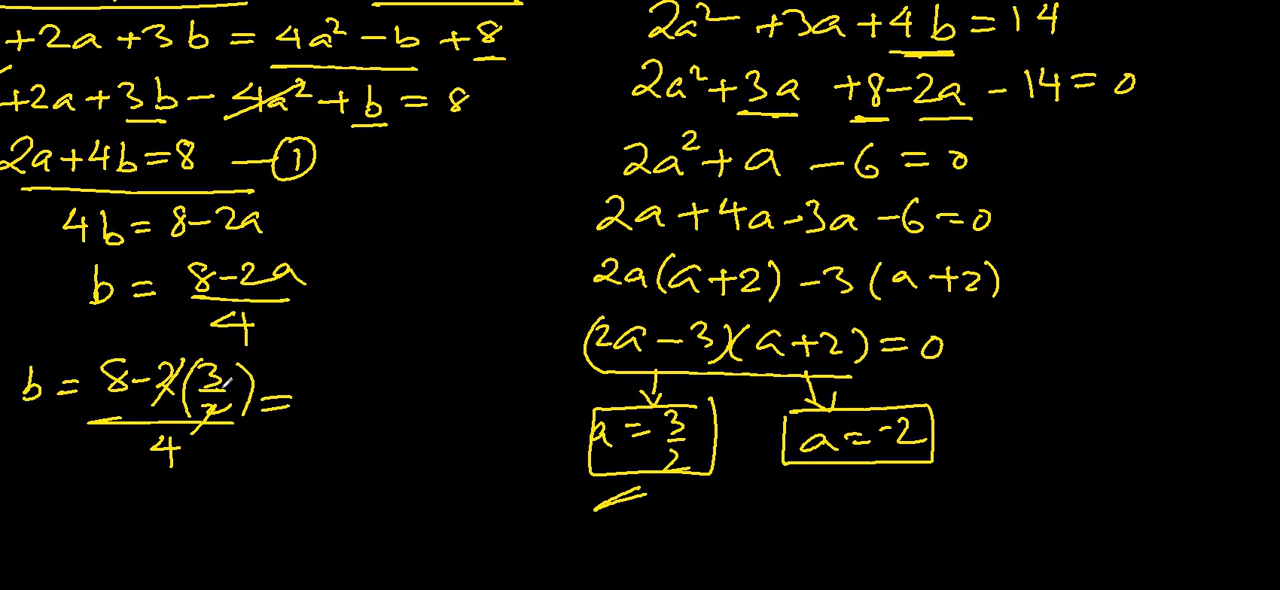 +2a+3b = 4a² - b + 8
+2a+3b - 4a² + b = 8
2a+4b=8 — ①
4b = 8-2a
b = (8-2a)/4
b = (8-2(3/2))/4 =
2a² +3a+4b=14
2a²+3a +8-2a-14=0
2a²+a -6=0
2a+4a-3a-6=0
2a(a+2)-3(a+2)
(2a-3)(a+2)=0
a=3/2
a=-2